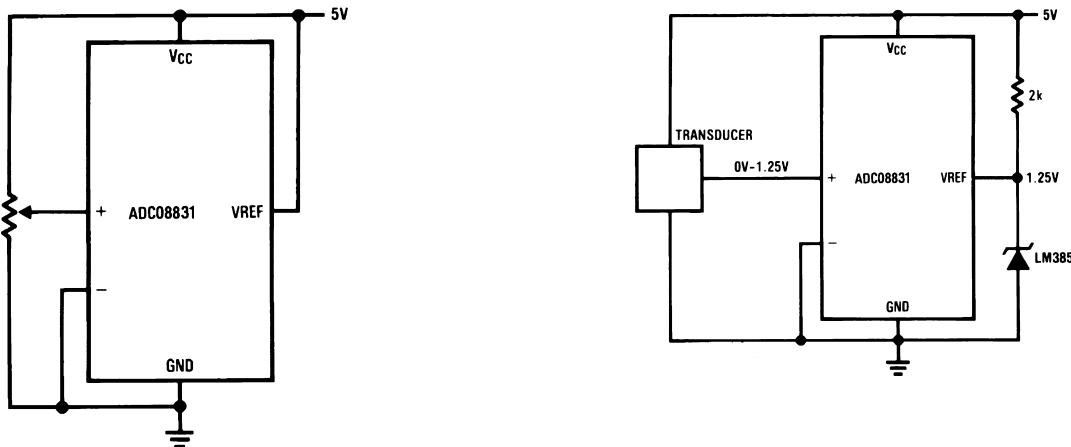 5V
VCC
+ ADC08831 VREF
−
GND
5V
VCC
2k
TRANSDUCER
0V–1.25V
+ ADC08831 VREF 1.25V
−
LM385
GND